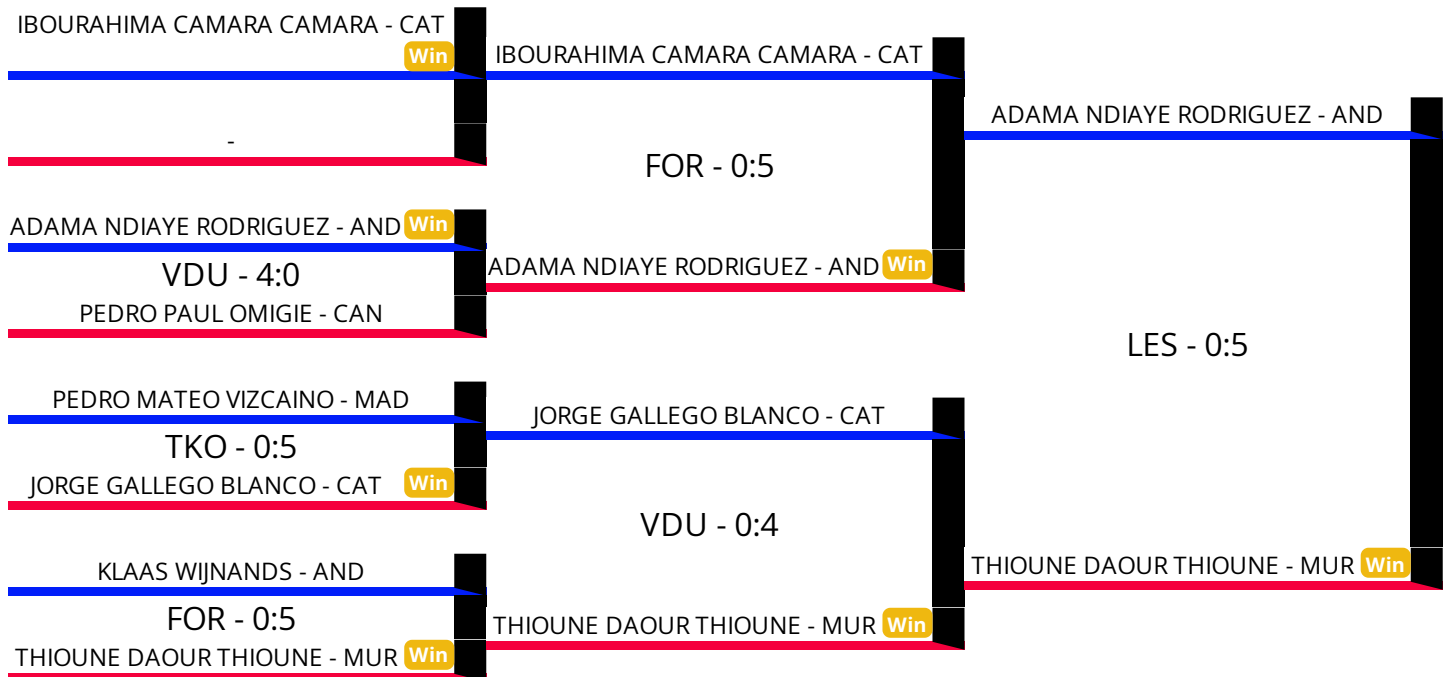 IBOURAHIMA CAMARA CAMARA - CAT
Win
-
ADAMA NDIAYE RODRIGUEZ - AND Win
VDU - 4:0
PEDRO PAUL OMIGIE - CAN
PEDRO MATEO VIZCAINO - MAD
TKO - 0:5
JORGE GALLEGO BLANCO - CAT Win
KLAAS WIJNANDS - AND
FOR - 0:5
THIOUNE DAOUR THIOUNE - MUR Win
IBOURAHIMA CAMARA CAMARA - CAT
FOR - 0:5
ADAMA NDIAYE RODRIGUEZ - AND Win
JORGE GALLEGO BLANCO - CAT
VDU - 0:4
THIOUNE DAOUR THIOUNE - MUR Win
ADAMA NDIAYE RODRIGUEZ - AND
LES - 0:5
THIOUNE DAOUR THIOUNE - MUR Win